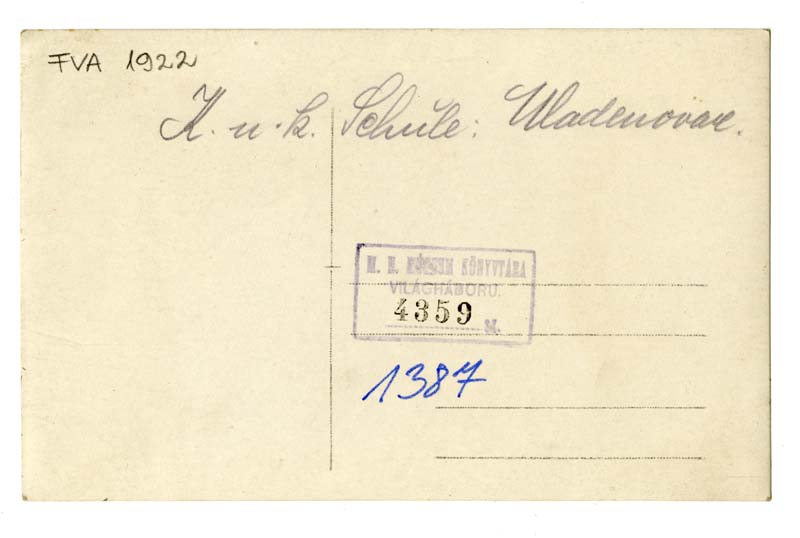 FVA 1922
K. u. k. Schule: Mladenovac.
M. N. MÚZEUM KÖNYVTÁRA
VILÁGHÁBORÚ.
4359 sz.
1387